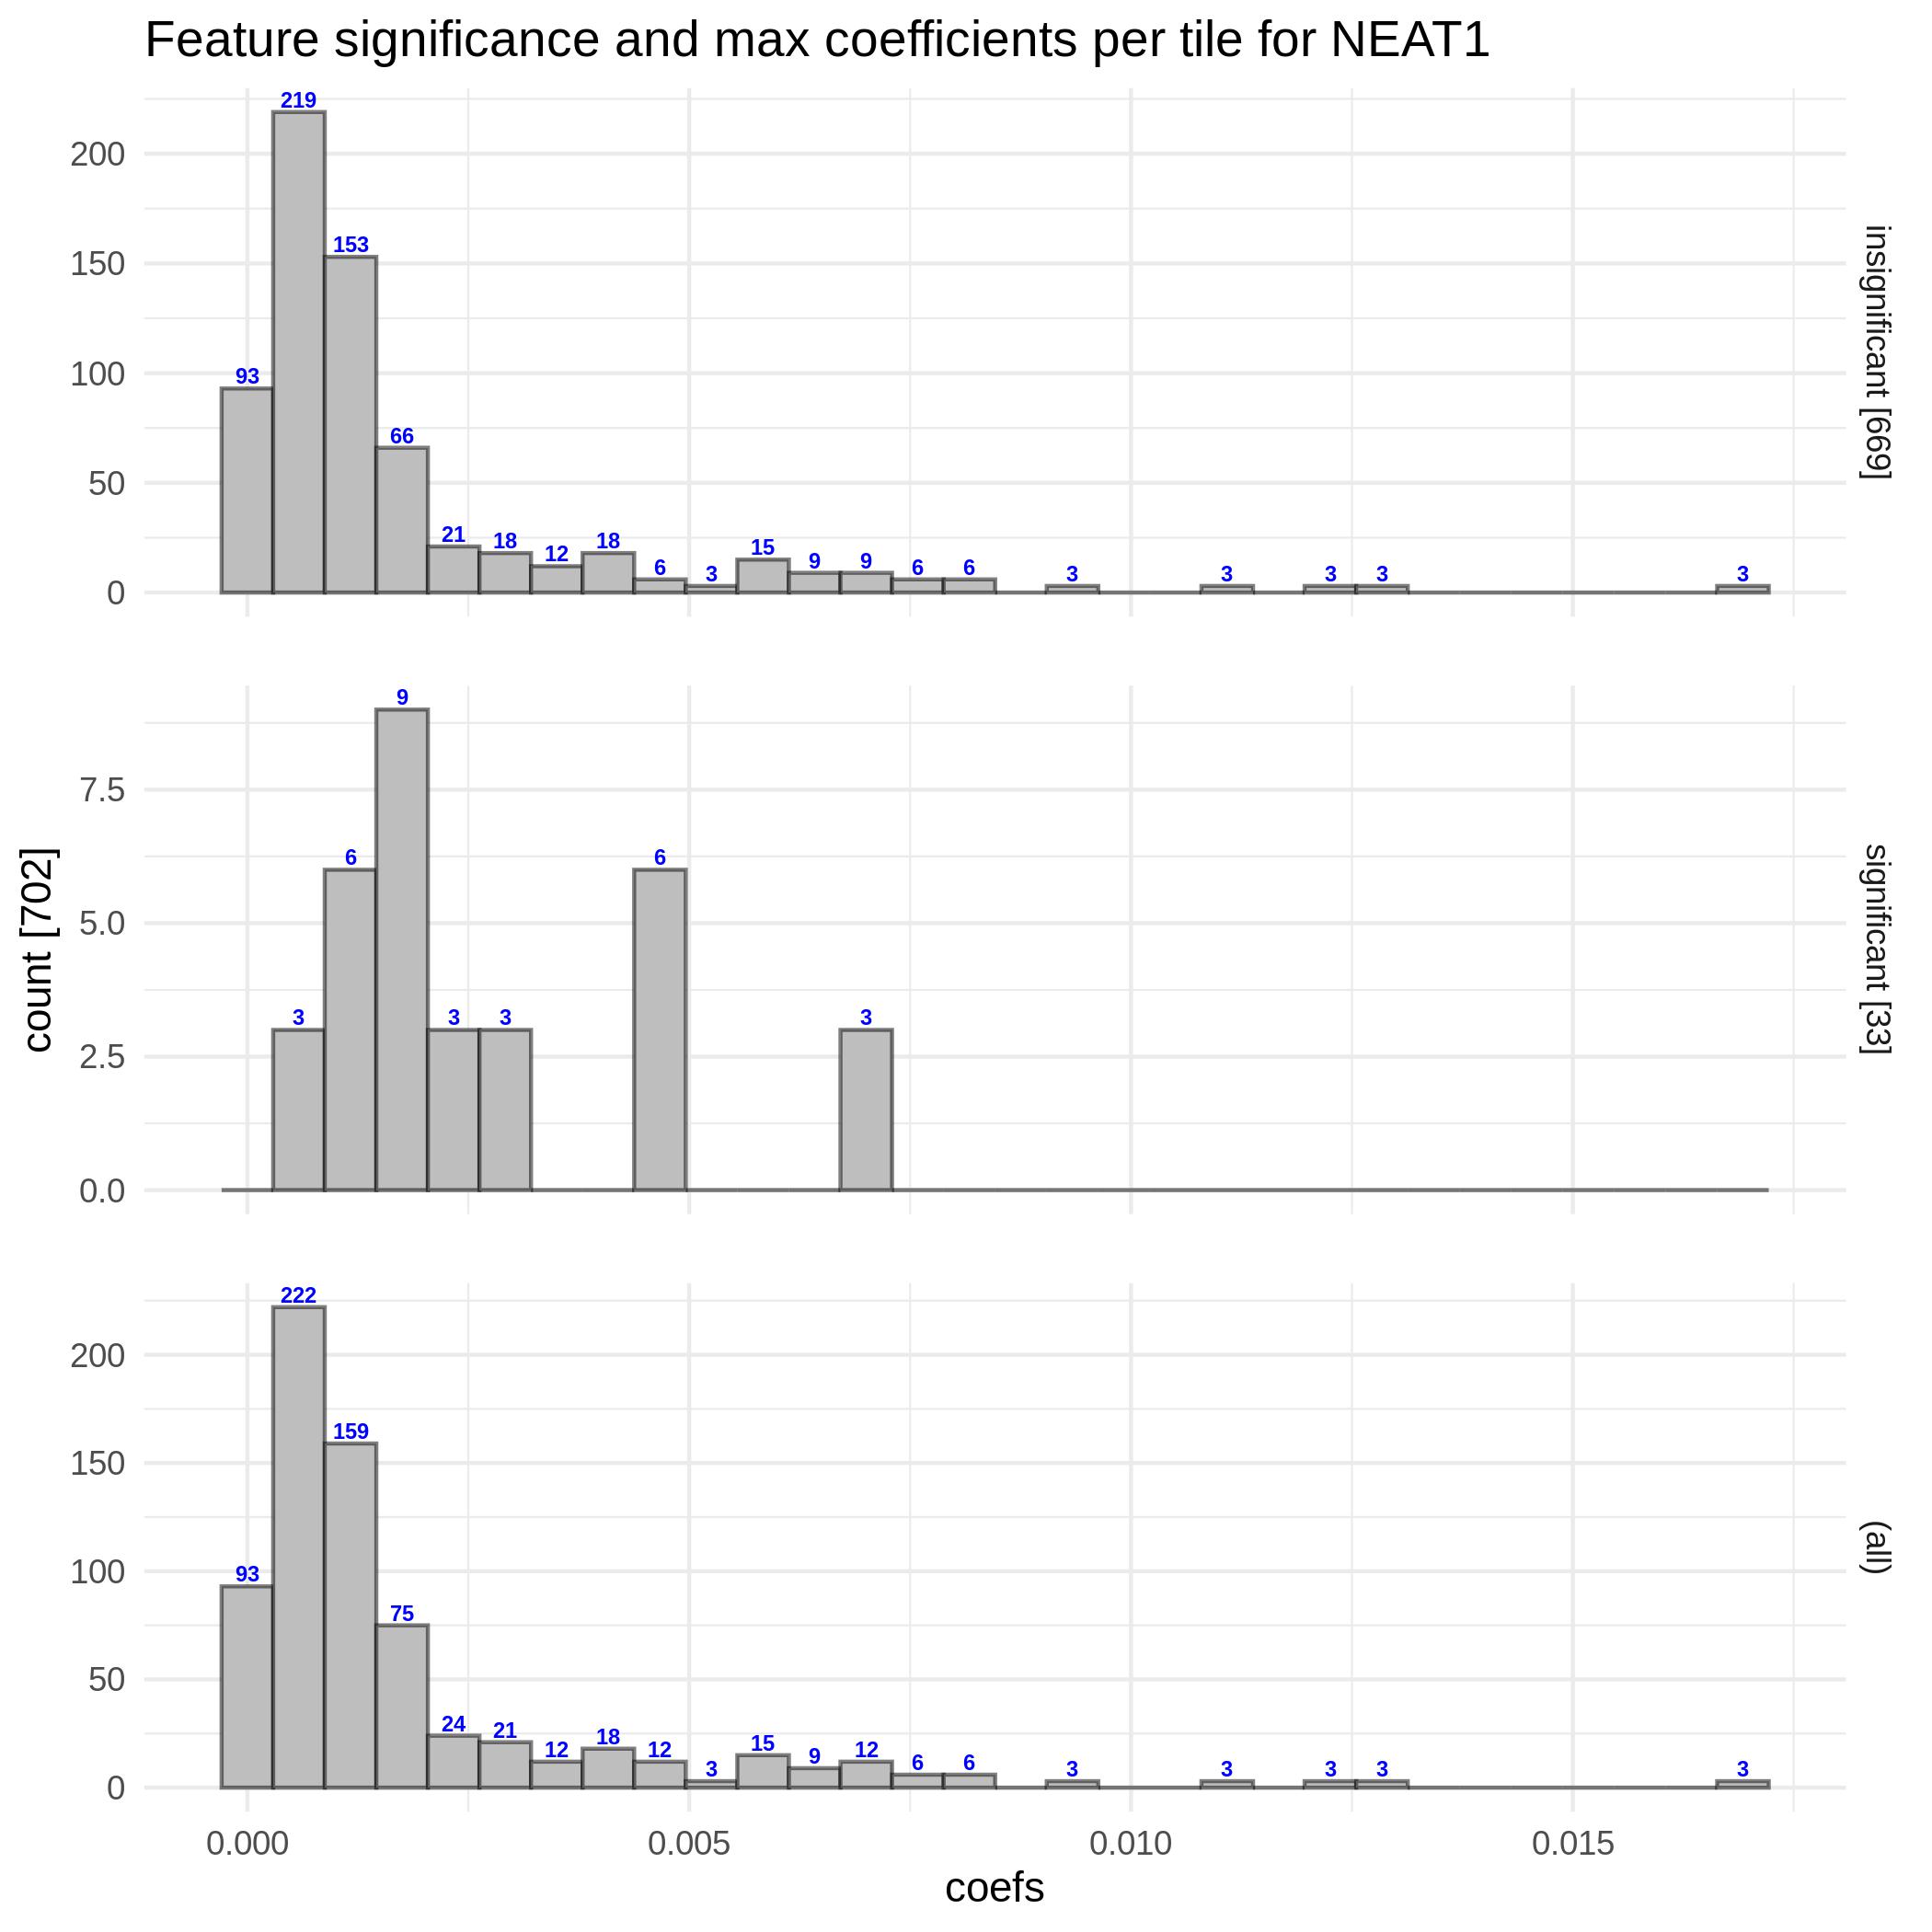 Feature significance and max coefficients per tile for NEAT1
219
200
153
150
100
93
66
50
21 18 12 18 6 3 15 9 9 6 6 3 3 3 3 3
0
insignificant [669]
9
7.5
6 6
5.0
3 3 3 3
2.5
0.0
significant [33]
count [702]
222
200
159
150
100
93
75
50
24 21 12 18 12 3 15 9 12 6 6 3 3 3 3 3
0
(all)
0.000 0.005 0.010 0.015
coefs